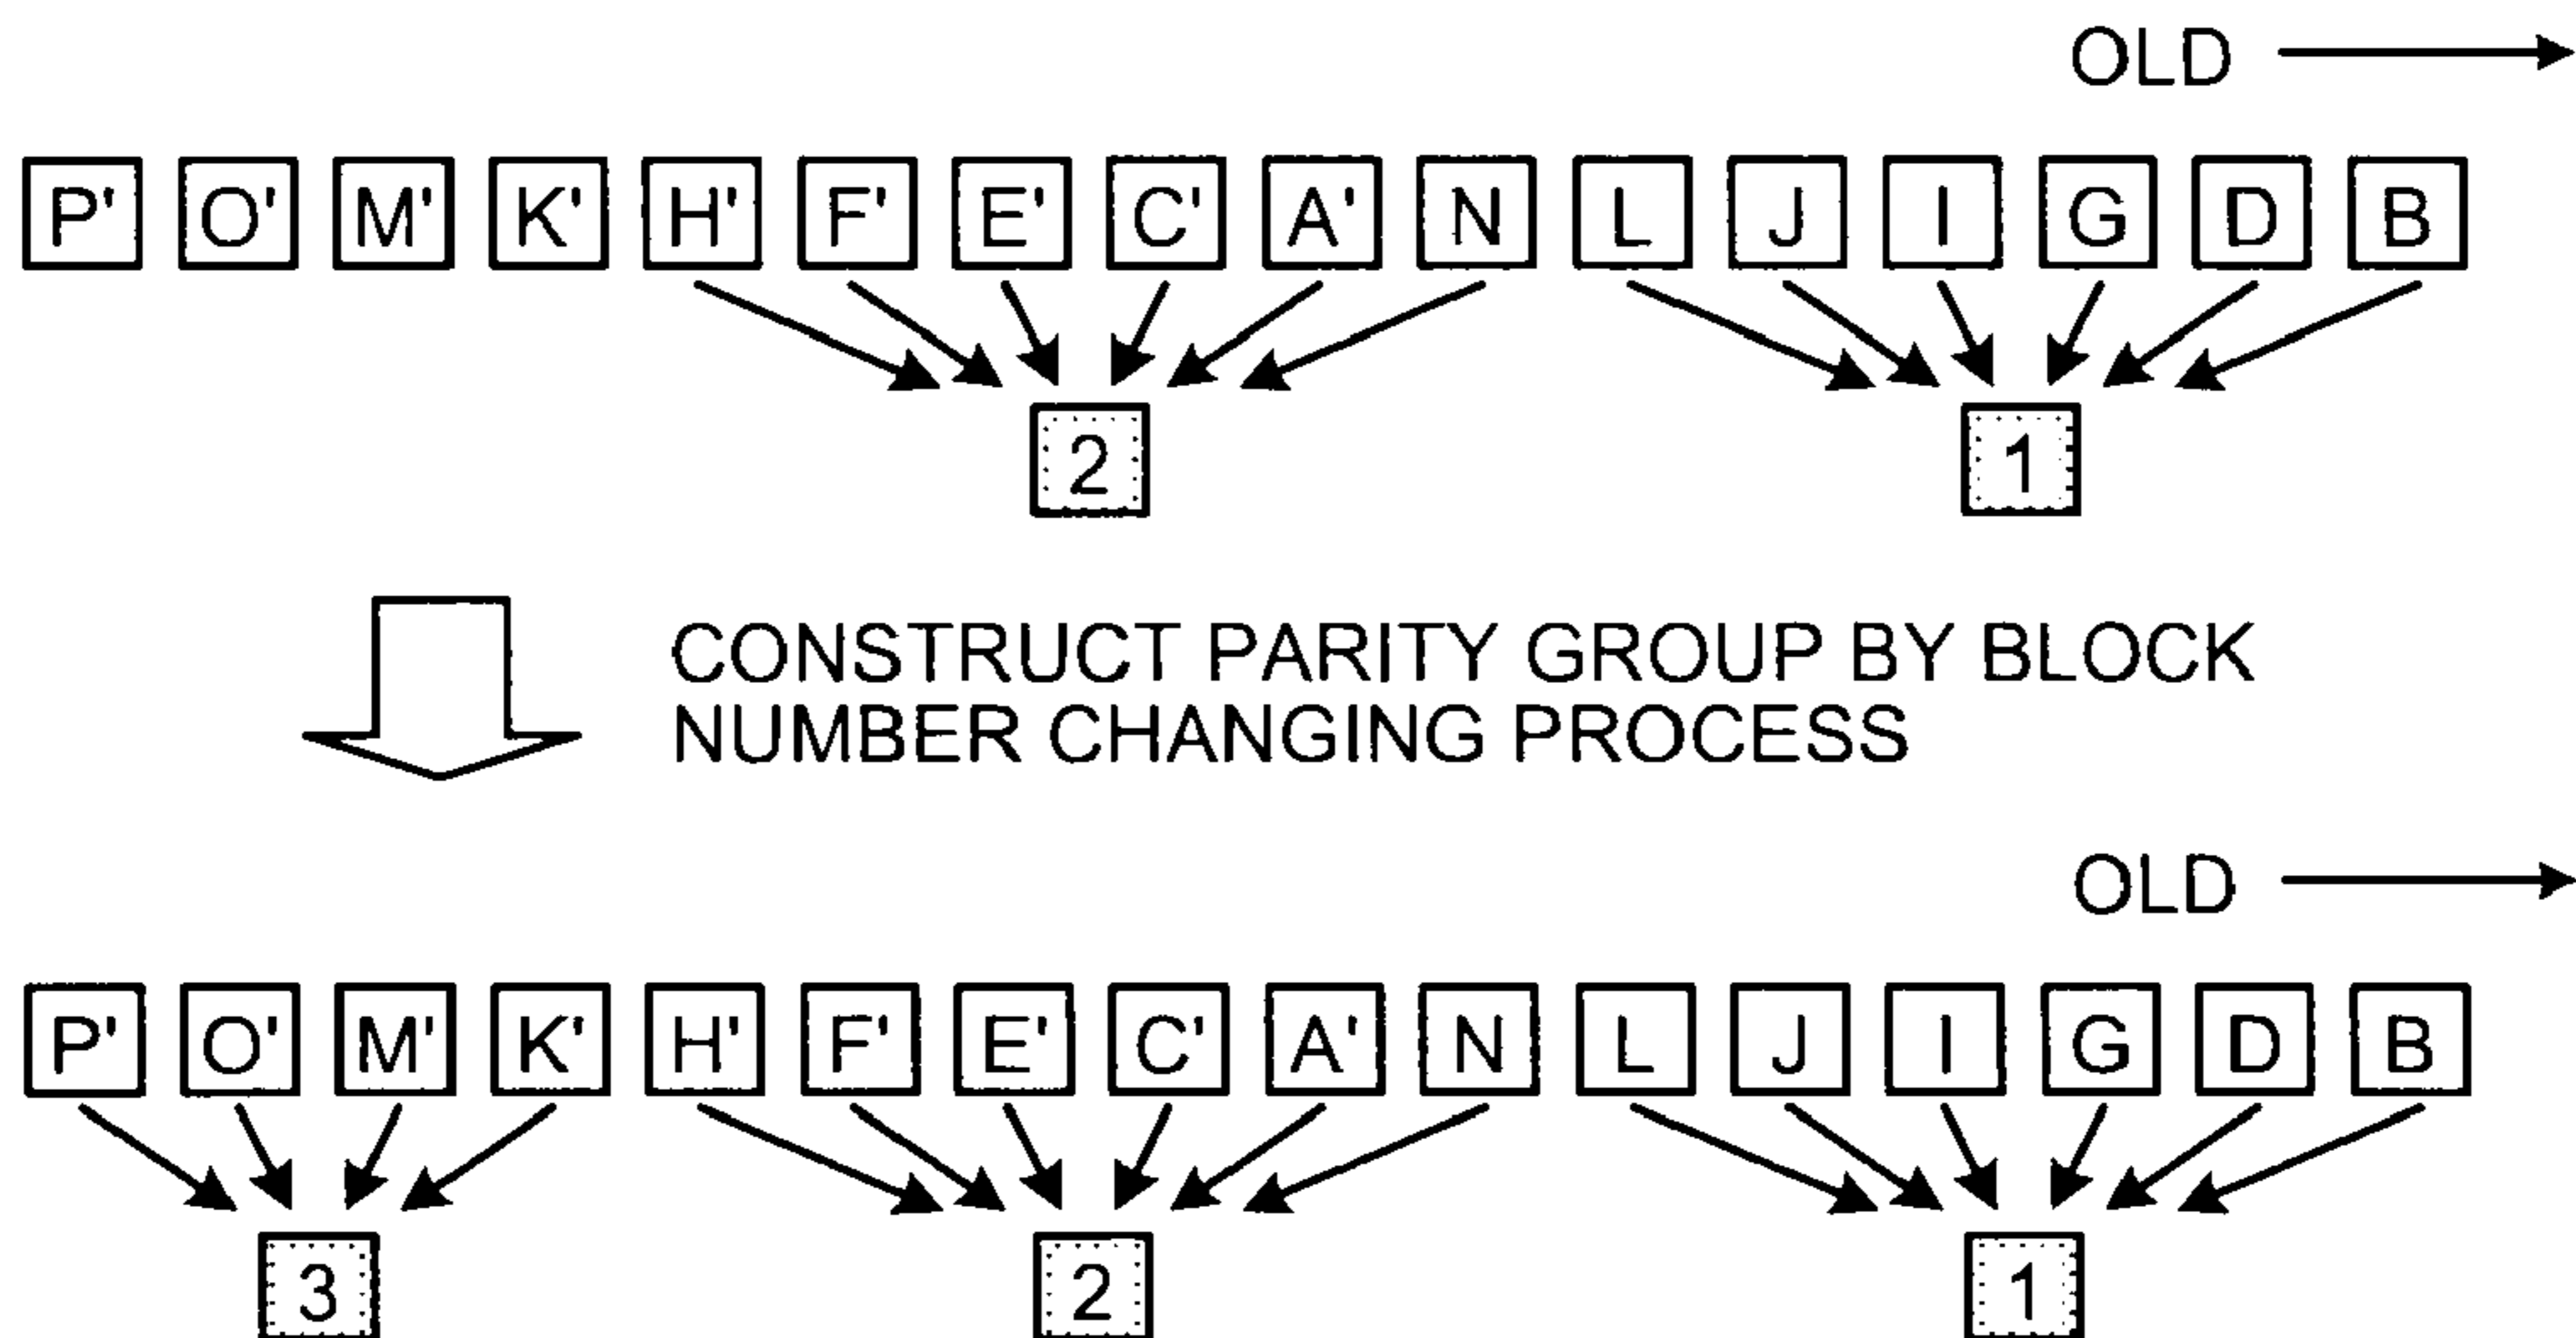 OLD
P' O' M' K' H' F' E' C' A' N L J I G D B
2 1
CONSTRUCT PARITY GROUP BY BLOCK
NUMBER CHANGING PROCESS
OLD
P' O' M' K' H' F' E' C' A' N L J I G D B
3 2 1